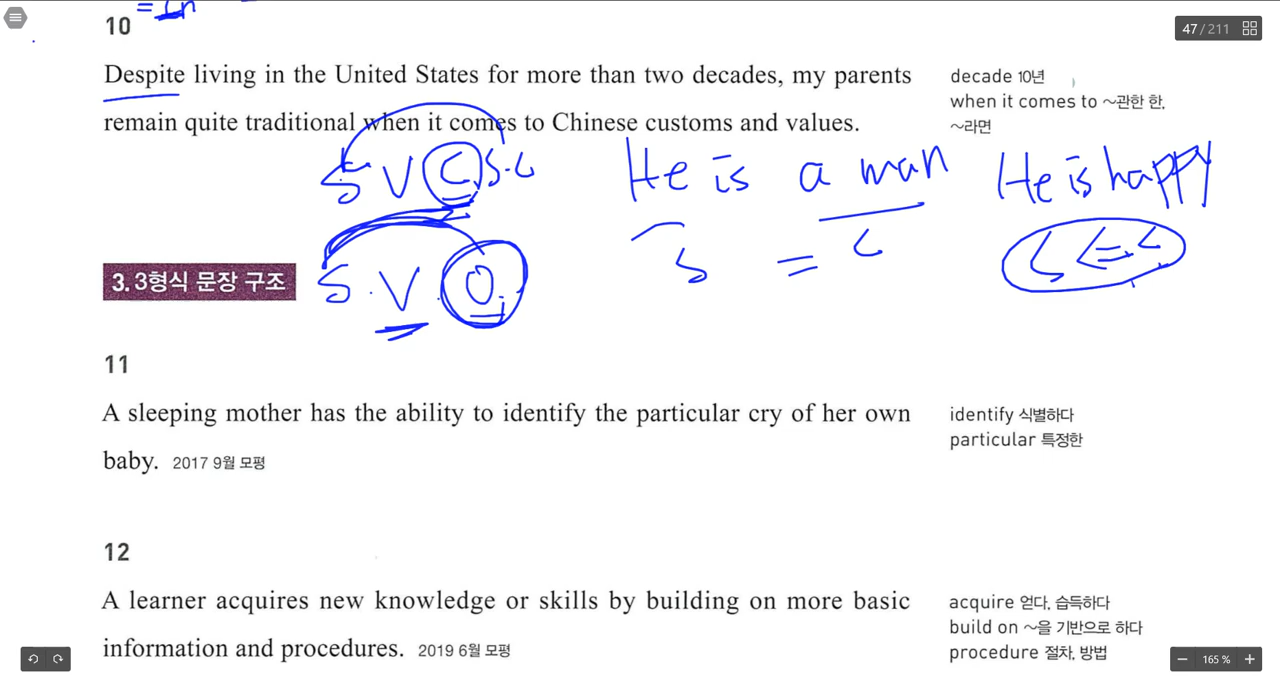 = In
10
47 / 211
Despite living in the United States for more than two decades, my parents
remain quite traditional when it comes to Chinese customs and values.
decade 10년
when it comes to ~관한 한,
~라면
S V C S.C
He is a man
He is happy
S = C
S = C
3. 3형식 문장 구조
S. V. O.
11
A sleeping mother has the ability to identify the particular cry of her own
baby. 2017 9월 모평
identify 식별하다
particular 특정한
12
A learner acquires new knowledge or skills by building on more basic
information and procedures. 2019 6월 모평
acquire 얻다, 습득하다
build on ~을 기반으로 하다
procedure 절차, 방법
165 %